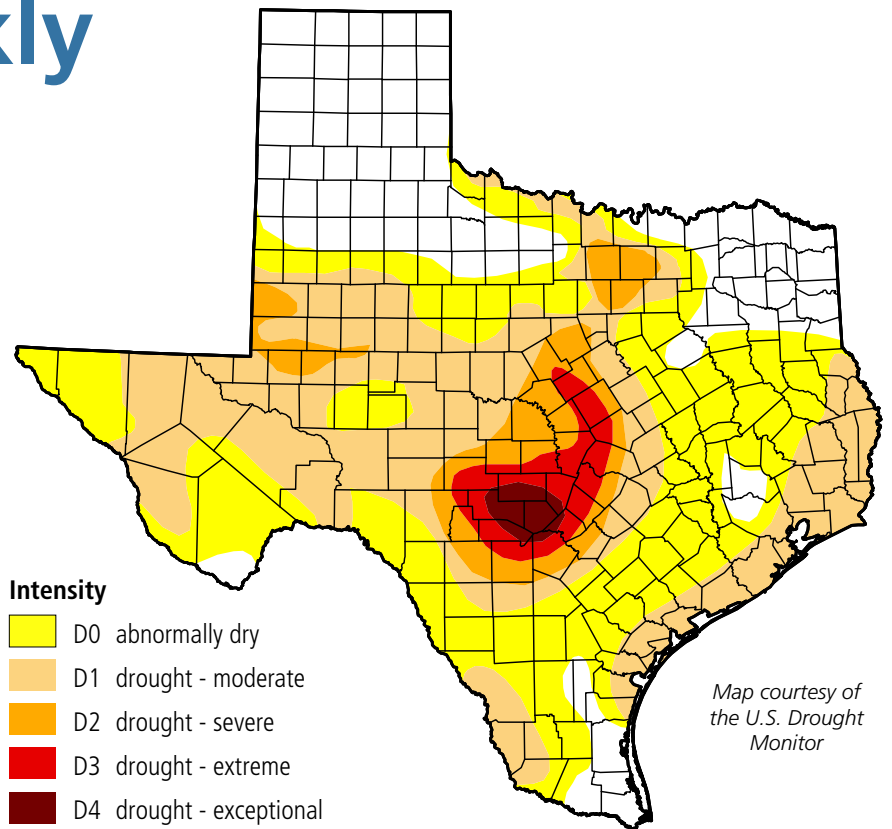 kly
Intensity
D0 abnormally dry
D1 drought - moderate
D2 drought - severe
D3 drought - extreme
D4 drought - exceptional
Map courtesy of
the U.S. Drought
Monitor